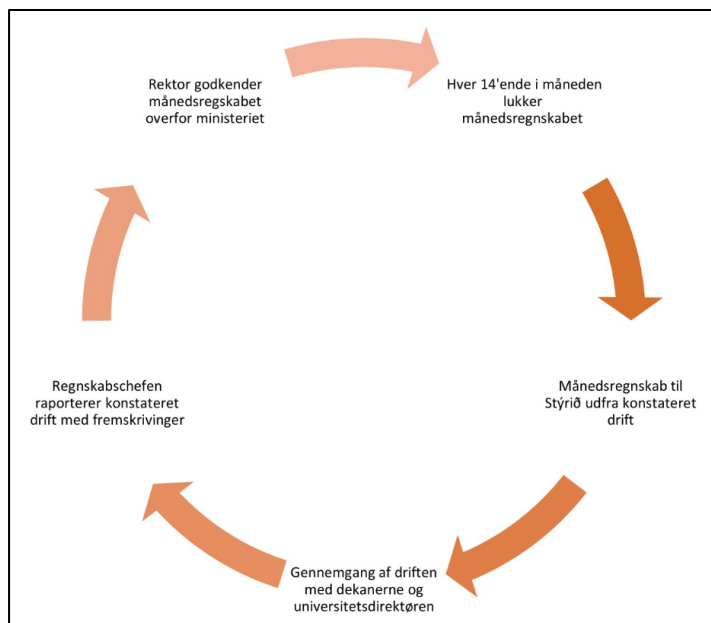 Rektor godkender
månedsregskabet
overfor ministeriet
Hver 14'ende i måneden
lukker
månedsregnskabet
Månedsregnskab til
Stýrið udfra konstateret
drift
Gennemgang af driften
med dekanerne og
universitetsdirektøren
Regnskabschefen
raporterer konstateret
drift med fremskrivinger